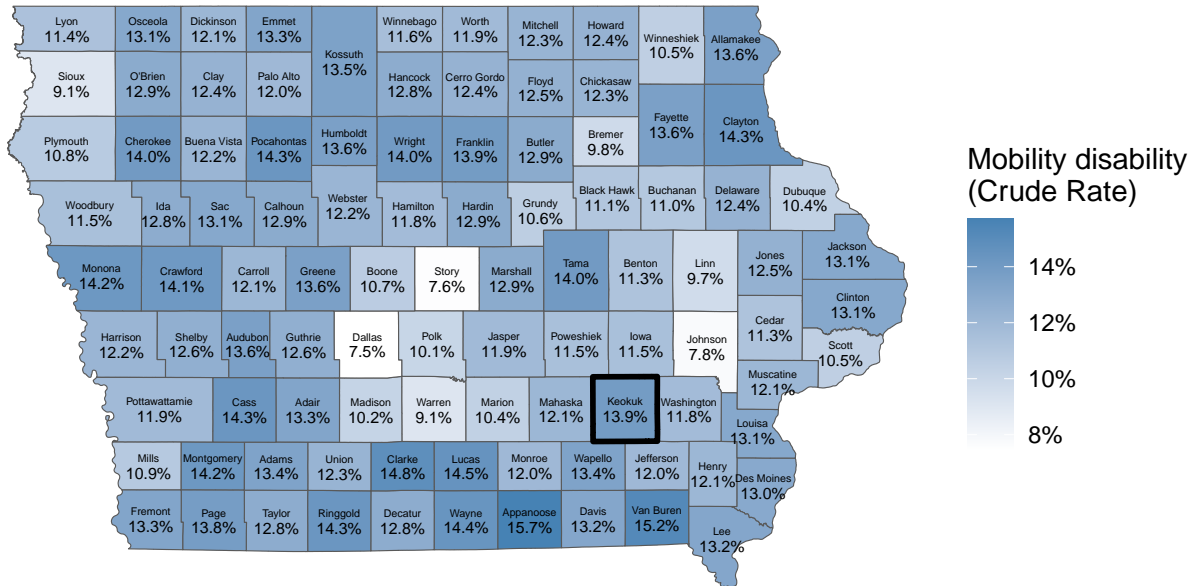 Lyon
11.4%
Osceola
13.1%
Dickinson
12.1%
Emmet
13.3%
Kossuth
13.5%
Winnebago
11.6%
Worth
11.9%
Mitchell
12.3%
Howard
12.4%
Winneshiek
10.5%
Allamakee
13.6%
Sioux
9.1%
O'Brien
12.9%
Clay
12.4%
Palo Alto
12.0%
Hancock
12.8%
Cerro Gordo
12.4%
Floyd
12.5%
Chickasaw
12.3%
Fayette
13.6%
Clayton
14.3%
Plymouth
10.8%
Cherokee
14.0%
Buena Vista
12.2%
Pocahontas
14.3%
Humboldt
13.6%
Wright
14.0%
Franklin
13.9%
Butler
12.9%
Bremer
9.8%
Woodbury
11.5%
Ida
12.8%
Sac
13.1%
Calhoun
12.9%
Webster
12.2%
Hamilton
11.8%
Hardin
12.9%
Grundy
10.6%
Black Hawk
11.1%
Buchanan
11.0%
Delaware
12.4%
Dubuque
10.4%
Monona
14.2%
Crawford
14.1%
Carroll
12.1%
Greene
13.6%
Boone
10.7%
Story
7.6%
Marshall
12.9%
Tama
14.0%
Benton
11.3%
Linn
9.7%
Jones
12.5%
Jackson
13.1%
Clinton
13.1%
Harrison
12.2%
Shelby
12.6%
Audubon
13.6%
Guthrie
12.6%
Dallas
7.5%
Polk
10.1%
Jasper
11.9%
Poweshiek
11.5%
Iowa
11.5%
Johnson
7.8%
Cedar
11.3%
Scott
10.5%
Muscatine
12.1%
Pottawattamie
11.9%
Cass
14.3%
Adair
13.3%
Madison
10.2%
Warren
9.1%
Marion
10.4%
Mahaska
12.1%
Keokuk
13.9%
Washington
11.8%
Louisa
13.1%
Mills
10.9%
Montgomery
14.2%
Adams
13.4%
Union
12.3%
Clarke
14.8%
Lucas
14.5%
Monroe
12.0%
Wapello
13.4%
Jefferson
12.0%
Henry
12.1%
Des Moines
13.0%
Fremont
13.3%
Page
13.8%
Taylor
12.8%
Ringgold
14.3%
Decatur
12.8%
Wayne
14.4%
Appanoose
15.7%
Davis
13.2%
Van Buren
15.2%
Lee
13.2%
Mobility disability
(Crude Rate)
14%
12%
10%
8%